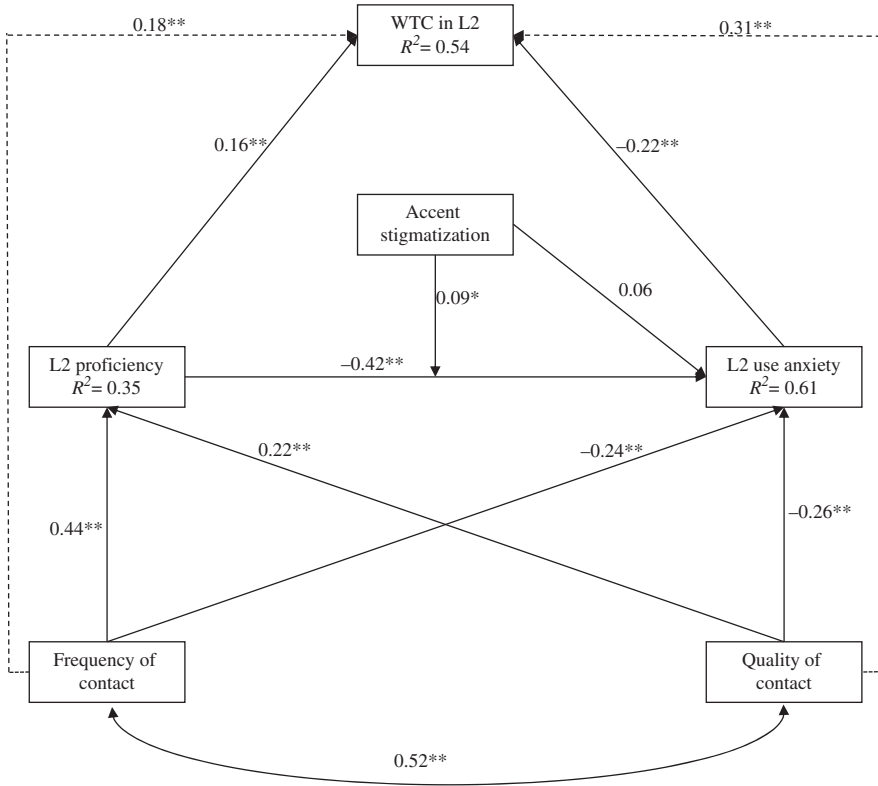 0.18**
WTC in L2
R²= 0.54
0.31**
0.16**
–0.22**
Accent
stigmatization
0.09*
0.06
L2 proficiency
R²= 0.35
–0.42**
L2 use anxiety
R²= 0.61
0.22**
–0.24**
0.44**
–0.26**
Frequency of
contact
Quality of
contact
0.52**